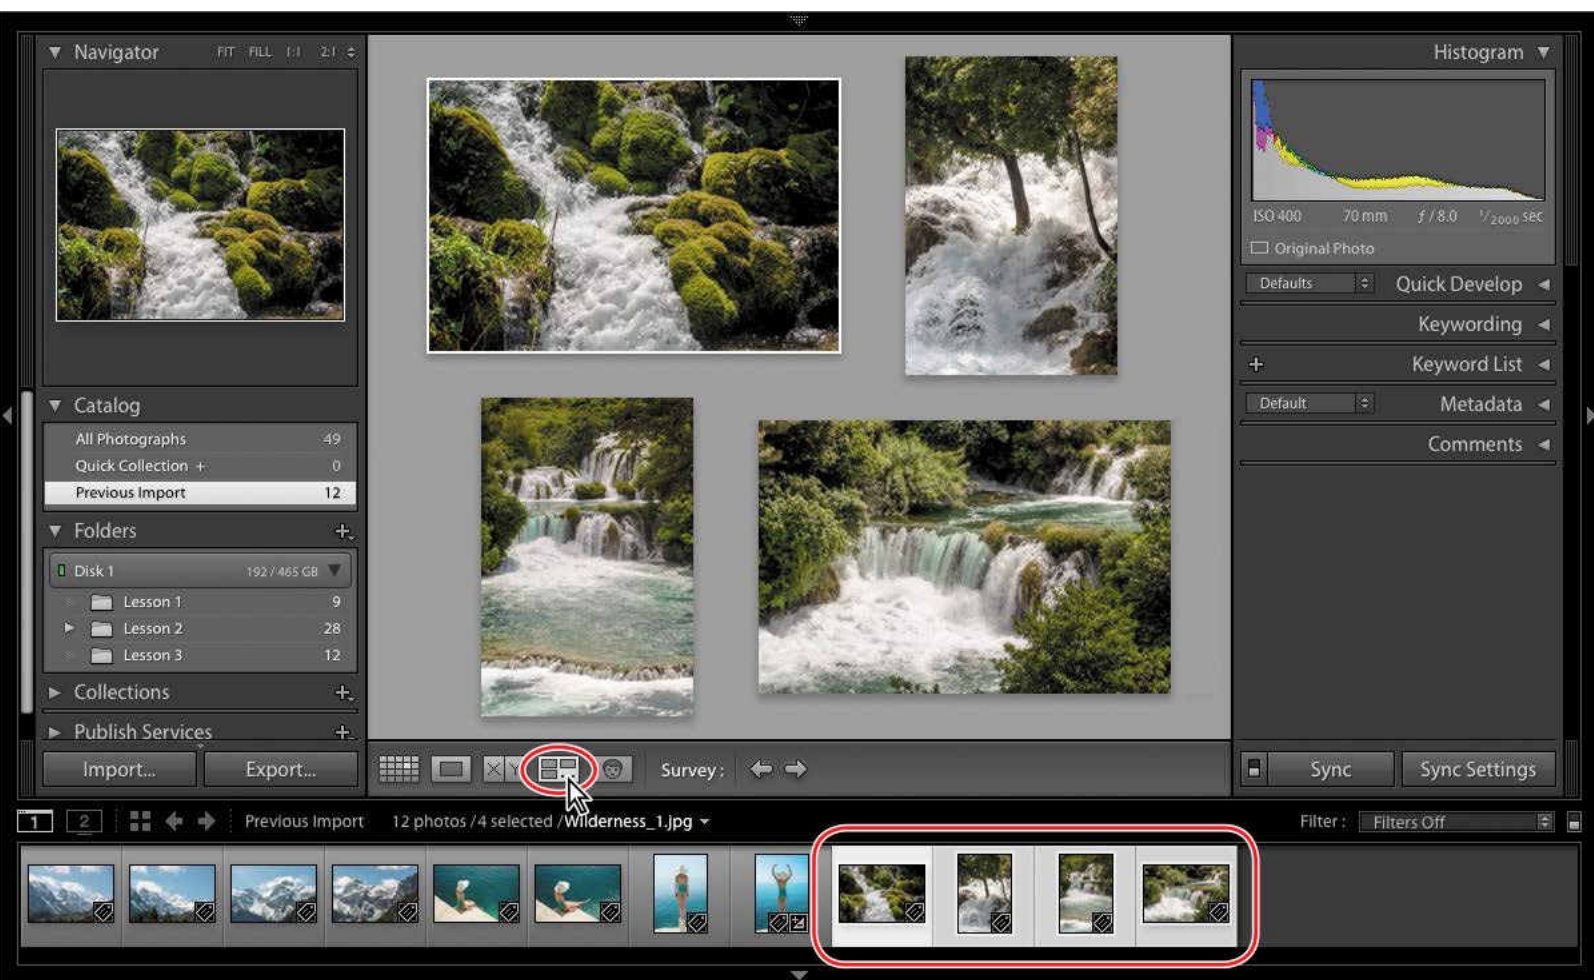 Navigator FIT FILL 1:1 2:1
Histogram
ISO 400 70 mm ƒ / 8.0 1/2000 sec
Original Photo
Defaults Quick Develop
Keywording
+ Keyword List
Default Metadata
Comments
Catalog
All Photographs 49
Quick Collection + 0
Previous Import 12
Folders +
Disk 1 192 / 465 GB
Lesson 1 9
Lesson 2 28
Lesson 3 12
Collections +
Publish Services +
Import... Export...
X Y Survey :
Sync Sync Settings
1 2 Previous Import 12 photos / 4 selected / Wilderness_1.jpg
Filter : Filters Off